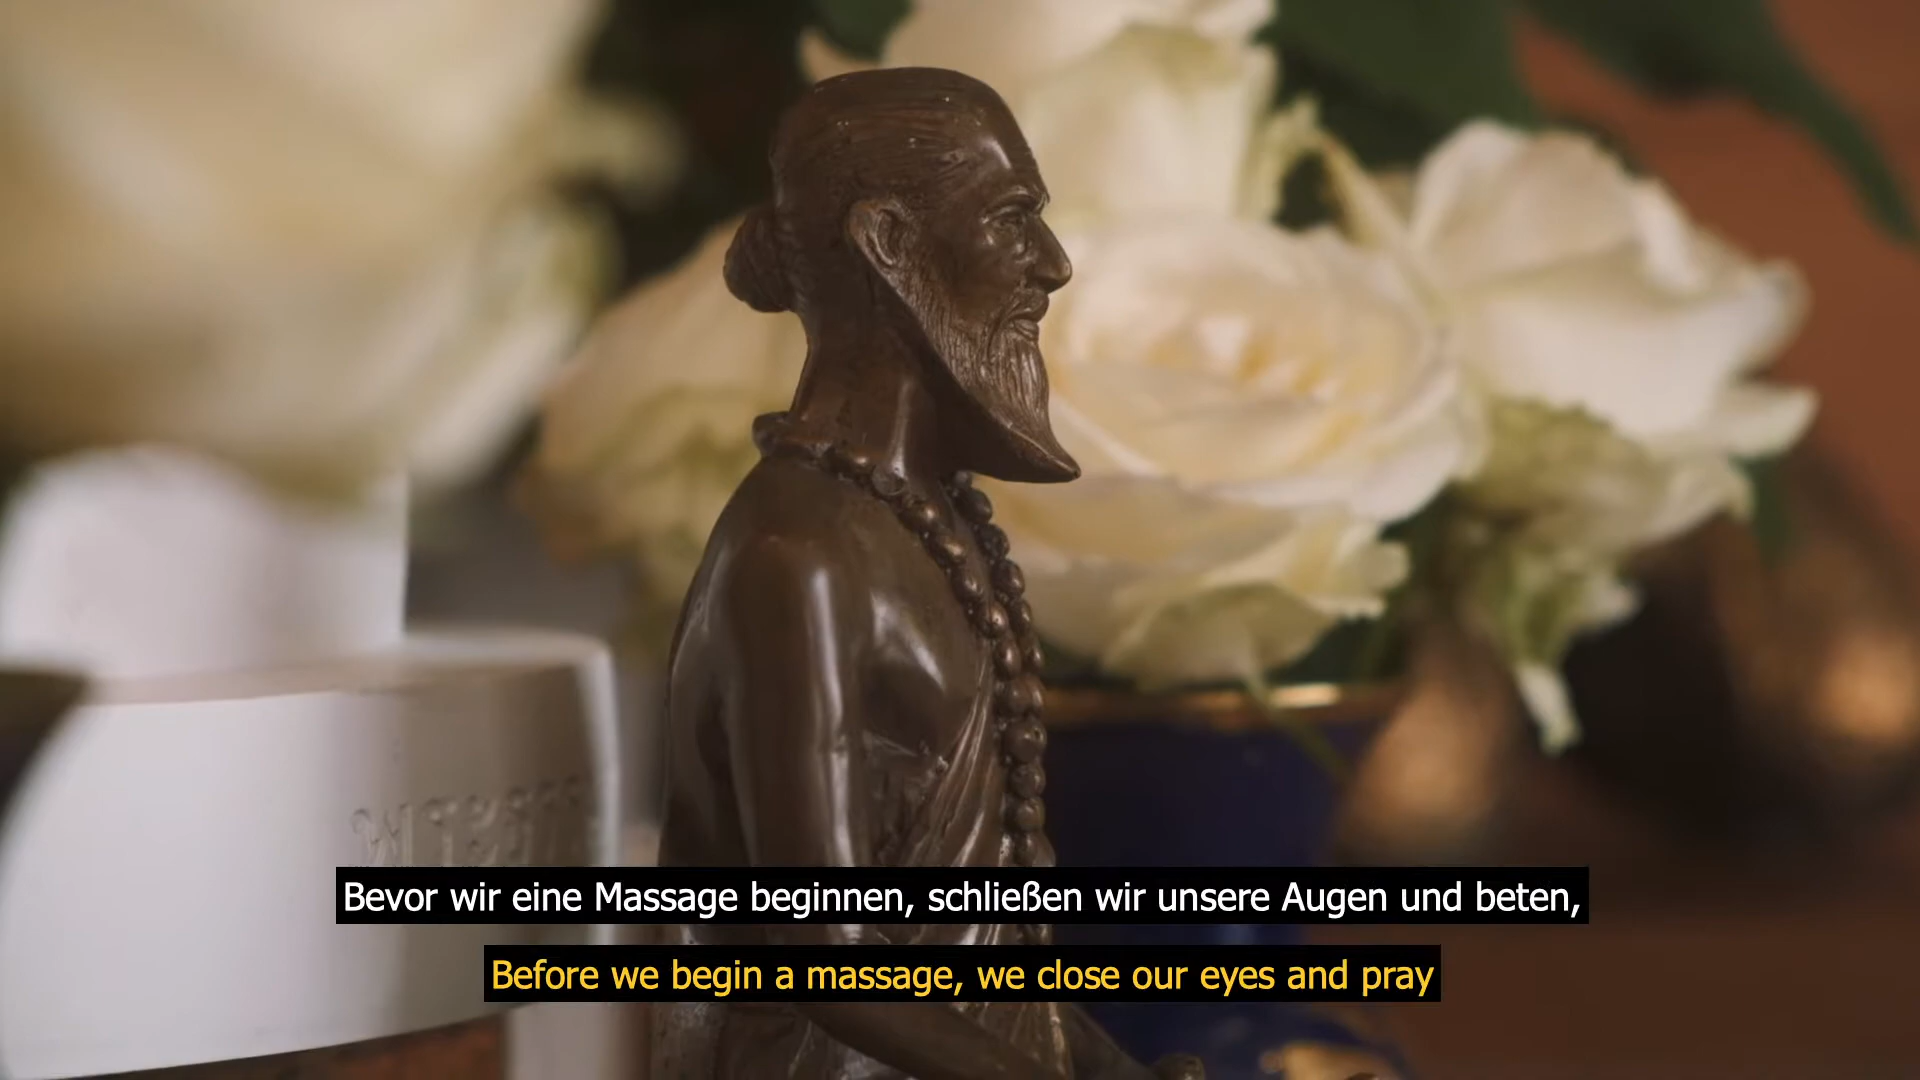 Bevor wir eine Massage beginnen, schließen wir unsere Augen und beten,
Before we begin a massage, we close our eyes and pray